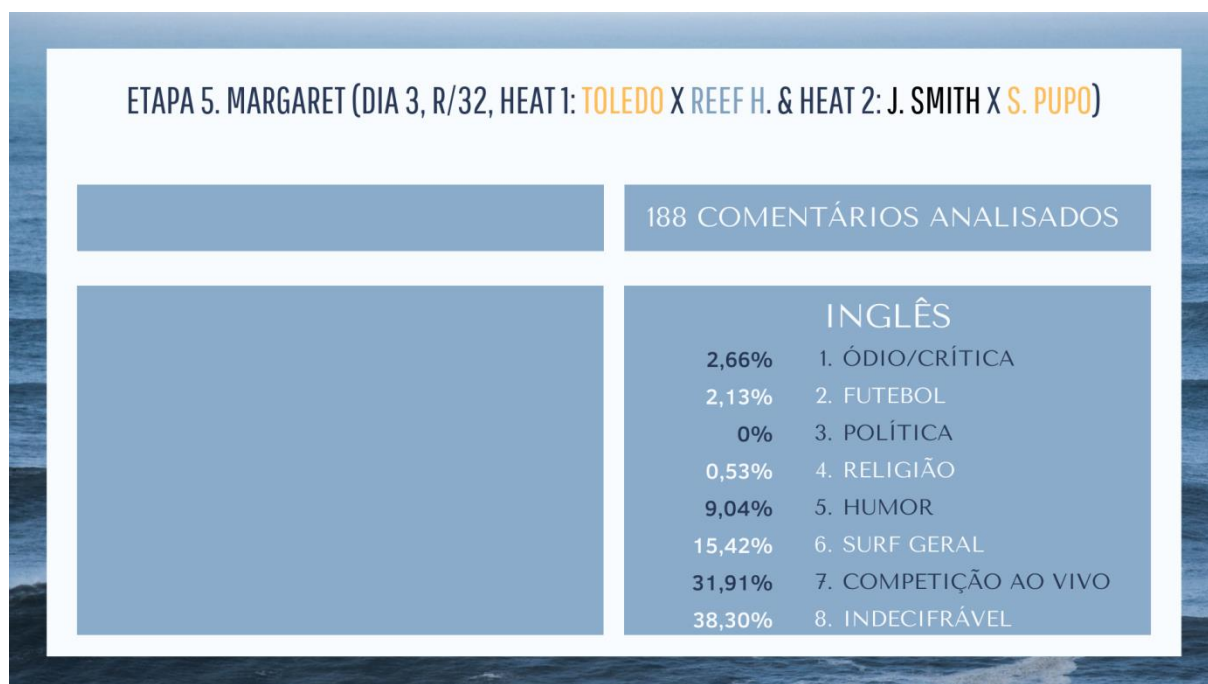 ETAPA 5. MARGARET (DIA 3, R/32, HEAT 1: TOLEDO X REEF H. & HEAT 2: J. SMITH X S. PUPO)
188 COMENTÁRIOS ANALISADOS
INGLÊS
2,66% 1. ÓDIO/CRÍTICA
2,13% 2. FUTEBOL
0% 3. POLÍTICA
0,53% 4. RELIGIÃO
9,04% 5. HUMOR
15,42% 6. SURF GERAL
31,91% 7. COMPETIÇÃO AO VIVO
38,30% 8. INDECIFRÁVEL